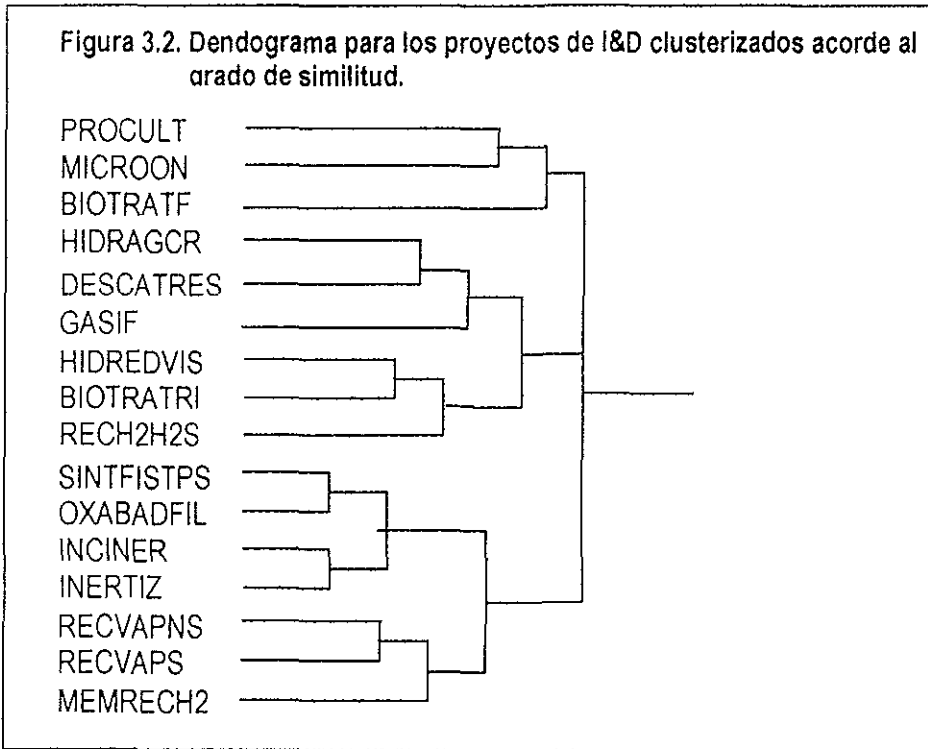 Figura 3.2. Dendograma para los proyectos de I&D clusterizados acorde al
grado de similitud.
PROCULT
MICROON
BIOTRATF
HIDRAGCR
DESCATRES
GASIF
HIDREDVIS
BIOTRATRI
RECH2H2S
SINTFISTPS
OXABADFIL
INCINER
INERTIZ
RECVAPNS
RECVAPS
MEMRECH2